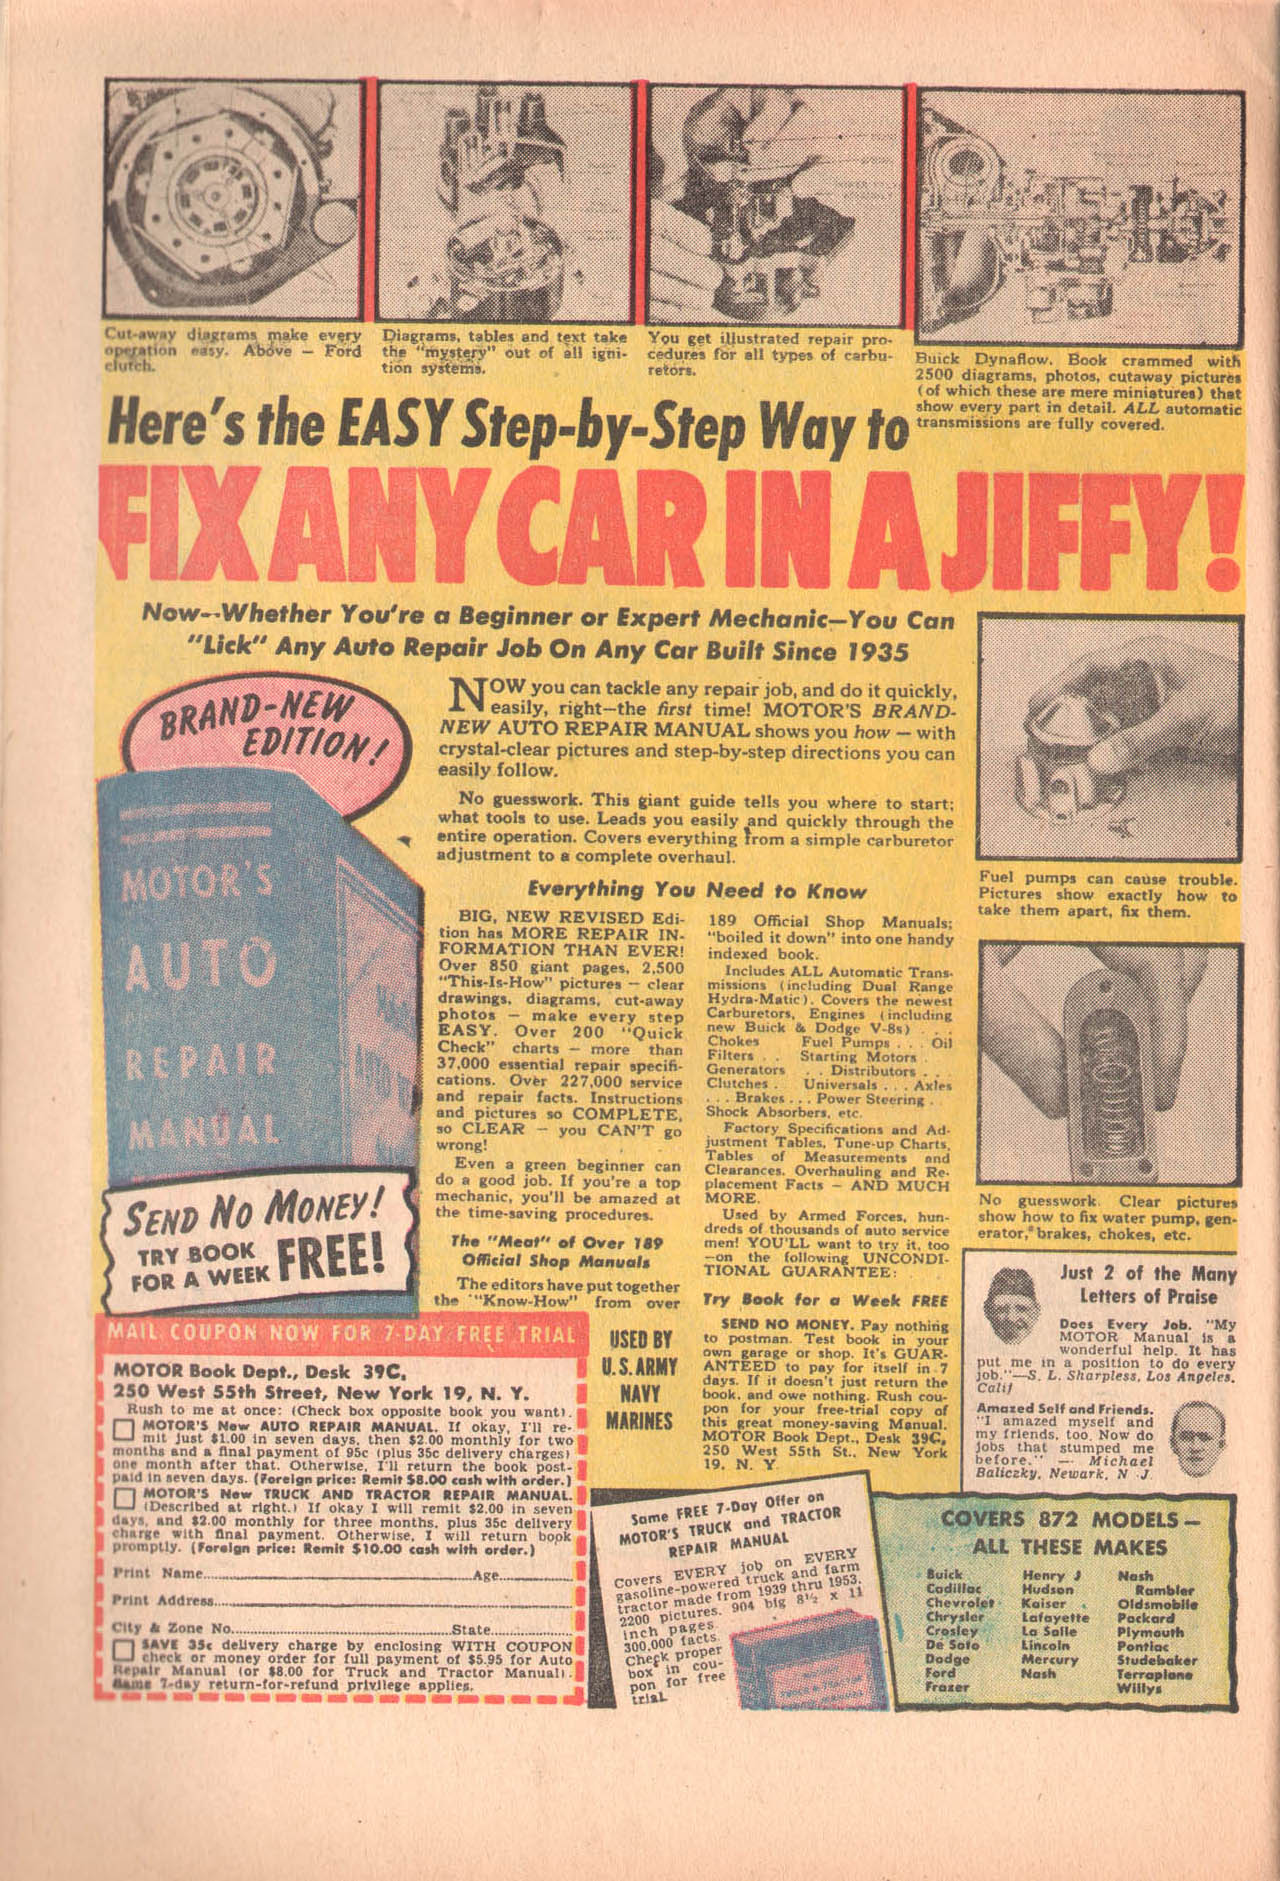 Cut-away diagrams make every
operation easy. Above — Ford
clutch.
Diagrams, tables and text take
the "mystery" out of all igni-
tion systems.
You get illustrated repair pro-
cedures for all types of carbu-
retors.
Buick Dynaflow. Book crammed with
2500 diagrams, photos, cutaway pictures
(of which these are mere miniatures) that
show every part in detail. ALL automatic
transmissions are fully covered.
Here's the EASY Step-by-Step Way to
FIX ANY CAR IN A JIFFY!
Now--Whether You're a Beginner or Expert Mechanic—You Can
"Lick" Any Auto Repair Job On Any Car Built Since 1935
BRAND-NEW
EDITION!
MOTOR'S
AUTO
REPAIR
MANUAL
SEND NO MONEY!
TRY BOOK
FOR A WEEK FREE!
NOW you can tackle any repair job, and do it quickly,
easily, right—the first time! MOTOR'S BRAND-
NEW AUTO REPAIR MANUAL shows you how — with
crystal-clear pictures and step-by-step directions you can
easily follow.
No guesswork. This giant guide tells you where to start;
what tools to use. Leads you easily and quickly through the
entire operation. Covers everything from a simple carburetor
adjustment to a complete overhaul.
Everything You Need to Know
BIG, NEW REVISED Edi-
tion has MORE REPAIR IN-
FORMATION THAN EVER!
Over 850 giant pages, 2,500
"This-Is-How" pictures — clear
drawings, diagrams, cut-away
photos — make every step
EASY. Over 200 "Quick
Check" charts — more than
37,000 essential repair specifi-
cations. Over 227,000 service
and repair facts. Instructions
and pictures so COMPLETE,
so CLEAR — you CAN'T go
wrong!
Even a green beginner can
do a good job. If you're a top
mechanic, you'll be amazed at
the time-saving procedures.
The "Meat" of Over 189
Official Shop Manuals
The editors have put together
the "Know-How" from over
189 Official Shop Manuals;
"boiled it down" into one handy
indexed book.
Includes ALL Automatic Trans-
missions (including Dual Range
Hydra-Matic). Covers the newest
Carburetors, Engines (including
new Buick & Dodge V-8s) . . .
Chokes Fuel Pumps . . . Oil
Filters . . Starting Motors .
Generators . . Distributors . . .
Clutches . Universals . . . Axles
. . . Brakes . . . Power Steering .
Shock Absorbers, etc.
Factory Specifications and Ad-
justment Tables, Tune-up Charts,
Tables of Measurements and
Clearances, Overhauling and Re-
placement Facts — AND MUCH
MORE.
Used by Armed Forces, hun-
dreds of thousands of auto service
men! YOU'LL want to try it, too
—on the following UNCONDI-
TIONAL GUARANTEE:
Try Book for a Week FREE
SEND NO MONEY. Pay nothing
to postman. Test book in your
own garage or shop. It's GUAR-
ANTEED to pay for itself in 7
days. If it doesn't just return the
book, and owe nothing. Rush cou-
pon for your free-trial copy of
this great money-saving Manual.
MOTOR Book Dept., Desk 39C,
250 West 55th St., New York
19, N. Y.
Fuel pumps can cause trouble.
Pictures show exactly how to
take them apart, fix them.
No guesswork. Clear pictures
show how to fix water pump, gen-
erator, brakes, chokes, etc.
Just 2 of the Many
Letters of Praise
Does Every Job. "My
MOTOR Manual is a
wonderful help. It has
put me in a position to do every
job."—S. L. Sharpless, Los Angeles,
Calif
Amazed Self and Friends.
"I amazed myself and
my friends, too. Now do
jobs that stumped me
before." — Michael
Baliczky, Newark, N. J.
MAIL COUPON NOW FOR 7-DAY FREE TRIAL
MOTOR Book Dept., Desk 39C,
250 West 55th Street, New York 19, N. Y.
Rush to me at once: (Check box opposite book you want).
MOTOR'S New AUTO REPAIR MANUAL. If okay, I'll re-
mit just $1.00 in seven days, then $2.00 monthly for two
months and a final payment of 95c (plus 35c delivery charges)
one month after that. Otherwise, I'll return the book post-
paid in seven days. (Foreign price: Remit $8.00 cash with order.)
MOTOR'S New TRUCK AND TRACTOR REPAIR MANUAL.
(Described at right.) If okay I will remit $2.00 in seven
days, and $2.00 monthly for three months, plus 35c delivery
charge with final payment. Otherwise, I will return book
promptly. (Foreign price: Remit $10.00 cash with order.)
Print Name Age
Print Address
City & Zone No. State
SAVE 35c delivery charge by enclosing WITH COUPON
check or money order for full payment of $5.95 for Auto
Repair Manual (or $8.00 for Truck and Tractor Manual).
Same 7-day return-for-refund privilege applies.
USED BY
U.S. ARMY
NAVY
MARINES
Same FREE 7-Day Offer on
MOTOR'S TRUCK and TRACTOR
REPAIR MANUAL
Covers EVERY job on EVERY
gasoline-powered truck and farm
tractor made from 1939 thru 1953.
2200 pictures. 904 big 8½ x 11
inch pages
300,000 facts.
Check proper
box in cou-
pon for free
trial
COVERS 872 MODELS—
ALL THESE MAKES
Buick
Cadillac
Chevrolet
Chrysler
Crosley
De Soto
Dodge
Ford
Frazer
Henry J
Hudson
Kaiser
Lafayette
La Salle
Lincoln
Mercury
Nash
Nash
Rambler
Oldsmobile
Packard
Plymouth
Pontiac
Studebaker
Terraplane
Willys